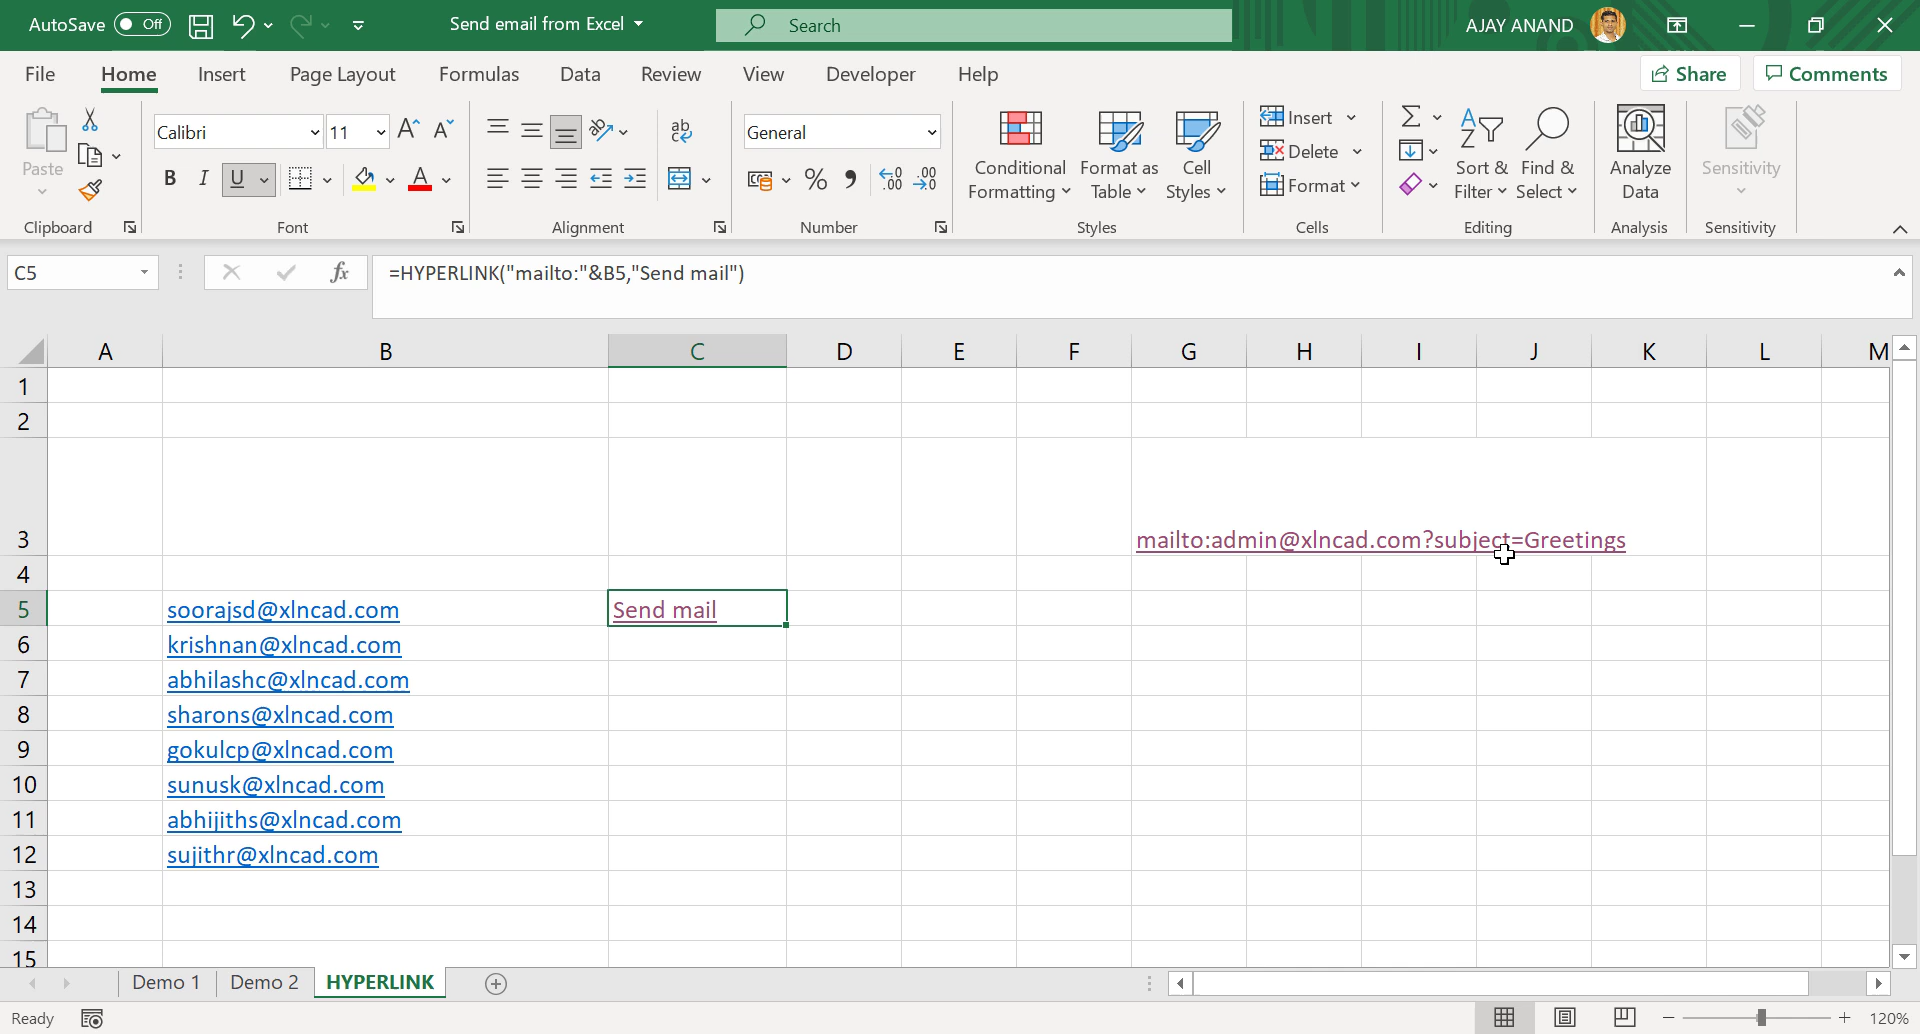 AutoSave Off Send email from Excel Search AJAY ANAND
File Home Insert Page Layout Formulas Data Review View Developer Help Share Comments
Paste
Clipboard
Calibri 11
B I U
Font
ab
Alignment
General
% .00 .00
Number
Conditional Formatting
Format as Table
Cell Styles
Styles
Insert
Delete
Format
Cells
Sort & Filter
Find & Select
Editing
Analyze Data
Analysis
Sensitivity
Sensitivity
C5 fx =HYPERLINK("mailto:"&B5,"Send mail")
A B C D E F G H I J K L M
1
2
3 mailto:admin@xlncad.com?subject=Greetings
4
5 soorajsd@xlncad.com Send mail
6 krishnan@xlncad.com
7 abhilashc@xlncad.com
8 sharons@xlncad.com
9 gokulcp@xlncad.com
10 sunusk@xlncad.com
11 abhijiths@xlncad.com
12 sujithr@xlncad.com
13
14
15
Demo 1 Demo 2 HYPERLINK
Ready 120%